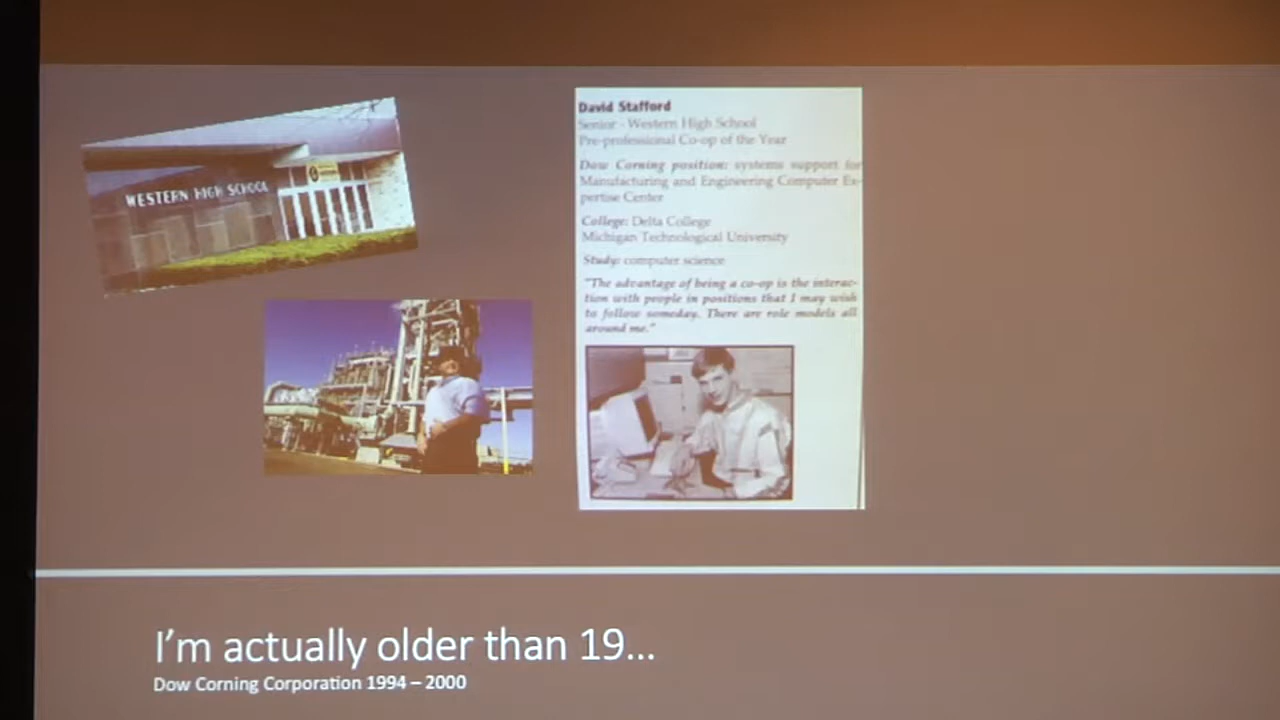 WESTERN HIGH SCHOOL
David Stafford
Senior - Western High School
Pre-professional Co-op of the Year
Dow Corning position: systems support for
Manufacturing and Engineering Computer Ex-
pertise Center
College: Delta College
Michigan Technological University
Study: computer science
"The advantage of being a co-op is the interac-
tion with people in positions that I may wish
to follow someday. There are role models all
around me."
I'm actually older than 19...
Dow Corning Corporation 1994 – 2000